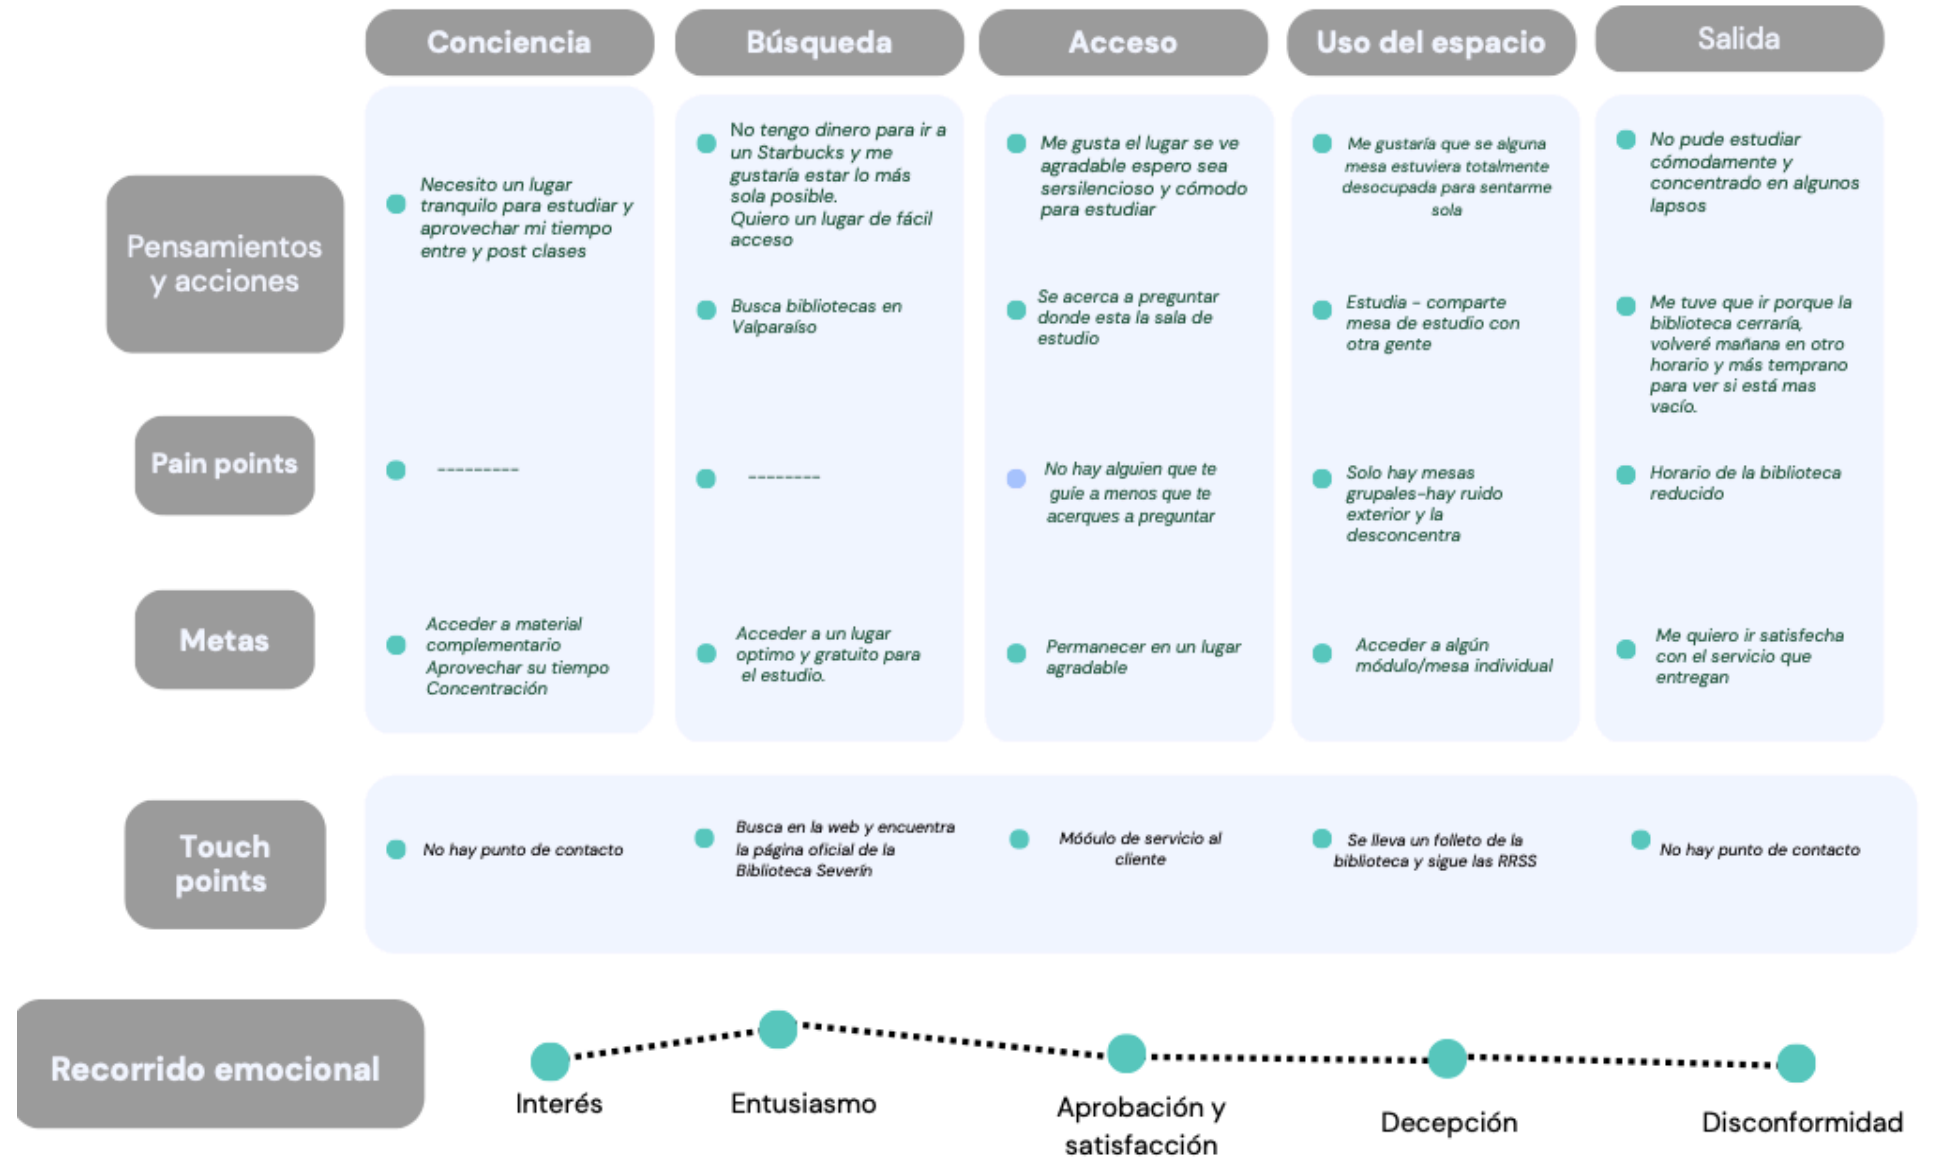 Conciencia
Búsqueda
Acceso
Uso del espacio
Salida
Pensamientos
y acciones
Necesito un lugar
tranquilo para estudiar y
aprovechar mi tiempo
entre y post clases
No tengo dinero para ir a
un Starbucks y me
gustaría estar lo más
sola posible.
Quiero un lugar de fácil
acceso
Busca bibliotecas en
Valparaíso
Me gusta el lugar se ve
agradable espero sea
sersilencioso y cómodo
para estudiar
Se acerca a preguntar
donde esta la sala de
estudio
Me gustaría que se alguna
mesa estuviera totalmente
desocupada para sentarme
sola
Estudia - comparte
mesa de estudio con
otra gente
No pude estudiar
cómodamente y
concentrado en algunos
lapsos
Me tuve que ir porque la
biblioteca cerraría,
volveré mañana en otro
horario y más temprano
para ver si está mas
vacío.
Pain points
---------
--------
No hay alguien que te
guíe a menos que te
acerques a preguntar
Solo hay mesas
grupales-hay ruido
exterior y la
desconcentra
Horario de la biblioteca
reducido
Metas
Acceder a material
complementario
Aprovechar su tiempo
Concentración
Acceder a un lugar
optimo y gratuito para
el estudio.
Permanecer en un lugar
agradable
Acceder a algún
módulo/mesa individual
Me quiero ir satisfecha
con el servicio que
entregan
Touch
points
No hay punto de contacto
Busca en la web y encuentra
la página oficial de la
Biblioteca Severín
Móóulo de servicio al
cliente
Se lleva un folleto de la
biblioteca y sigue las RRSS
No hay punto de contacto
Recorrido emocional
Interés
Entusiasmo
Aprobación y
satisfacción
Decepción
Disconformidad